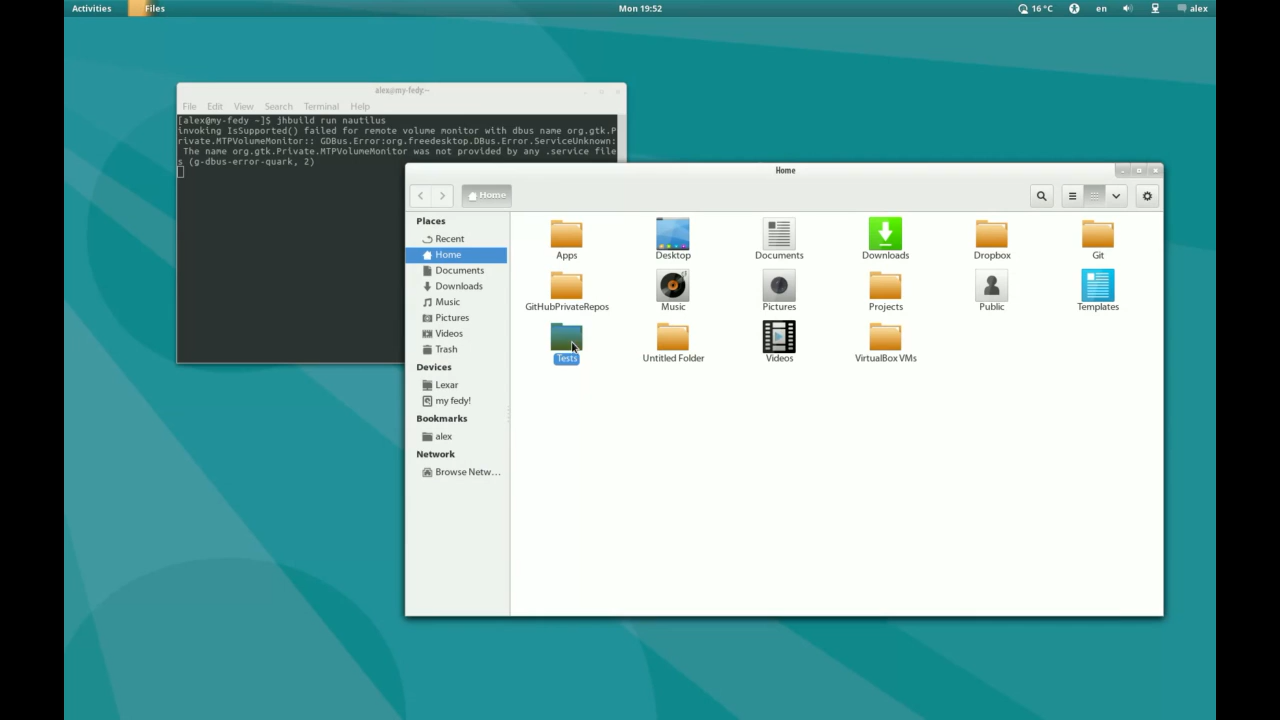 Activities Files Mon 19:52 16 °C en alex
alex@my-fedy:~
File Edit View Search Terminal Help
[alex@my-fedy ~]$ jhbuild run nautilus
invoking IsSupported() failed for remote volume monitor with dbus name org.gtk.P
rivate.MTPVolumeMonitor:: GDBus.Error:org.freedesktop.DBus.Error.ServiceUnknown:
The name org.gtk.Private.MTPVolumeMonitor was not provided by any .service file
s (g-dbus-error-quark, 2)
Home
Home
Places
Recent
Home
Documents
Downloads
Music
Pictures
Videos
Trash
Devices
Lexar
my fedy!
Bookmarks
alex
Network
Browse Netw...
Apps Desktop Documents Downloads Dropbox Git
GitHubPrivateRepos Music Pictures Projects Public Templates
Tests Untitled Folder Videos VirtualBox VMs